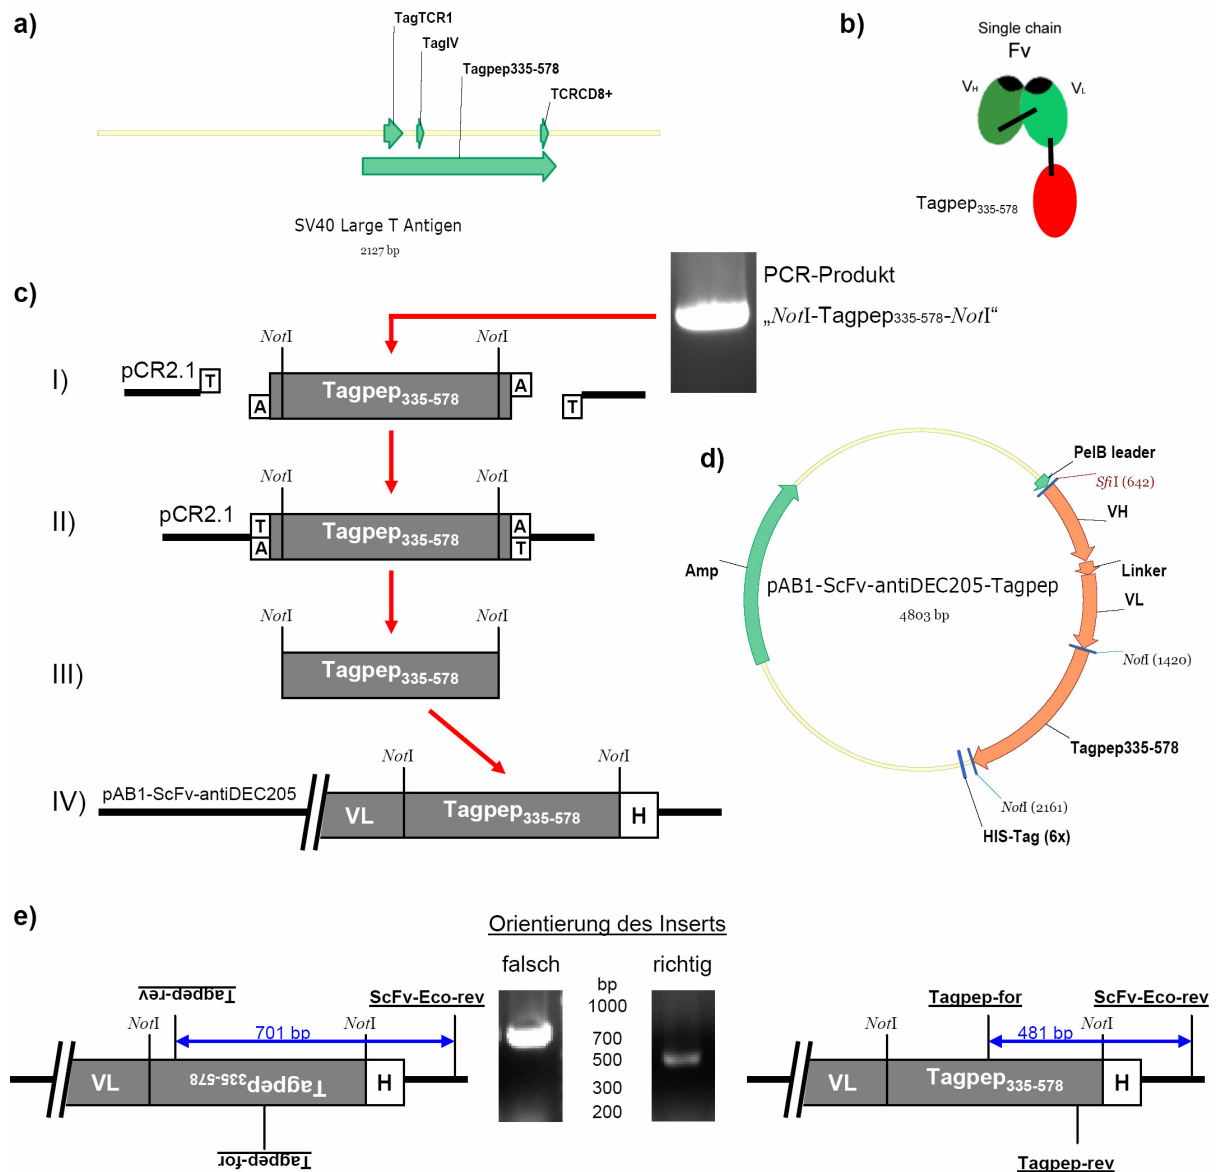 a)
TagTCR1
TagIV
Tagpep335-578
TCRCD8+
SV40 Large T Antigen
2127 bp
b)
Single chain
Fv
VH
VL
Tagpep335-578
c)
PCR-Produkt
„NotI-Tagpep335-578-NotI“
I)
pCR2.1
T
A
NotI
NotI
Tagpep335-578
A
T
II)
pCR2.1
T
A
NotI
NotI
Tagpep335-578
A
T
III)
NotI
NotI
Tagpep335-578
IV)
pAB1-ScFv-antiDEC205
VL
NotI
NotI
Tagpep335-578
H
d)
PelB leader
SfiI (642)
VH
Linker
VL
NotI (1420)
Tagpep335-578
NotI (2161)
HIS-Tag (6x)
Amp
pAB1-ScFv-antiDEC205-Tagpep
4803 bp
e)
Tagpep-rev
ScFv-Eco-rev
NotI
701 bp
NotI
VL
Tagpep335-578
H
Tagpep-for
Orientierung des Inserts
falsch
richtig
bp
1000
700
500
300
200
Tagpep-for
ScFv-Eco-rev
NotI
481 bp
NotI
VL
Tagpep335-578
H
Tagpep-rev